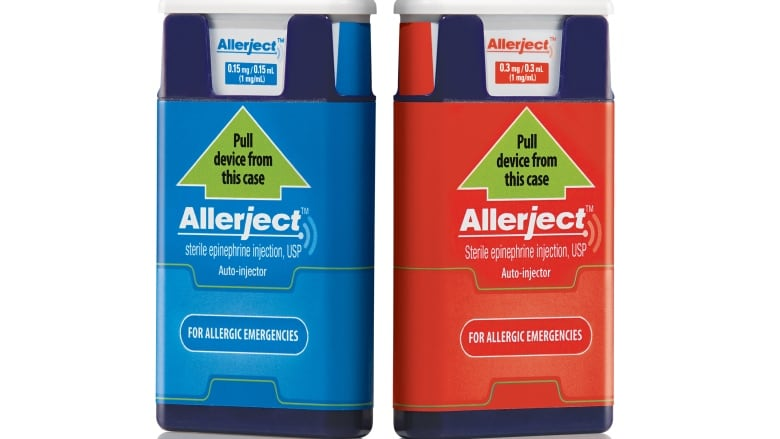 Allerject™
0.15 mg / 0.15 mL
(1 mg/mL)
Pull
device from
this case
Allerject™
sterile epinephrine injection, USP
Auto-injector
FOR ALLERGIC EMERGENCIES
Allerject™
0.3 mg / 0.3 mL
(1 mg/mL)
Pull
device from
this case
Allerject™
Sterile epinephrine injection, USP
Auto-injector
FOR ALLERGIC EMERGENCIES